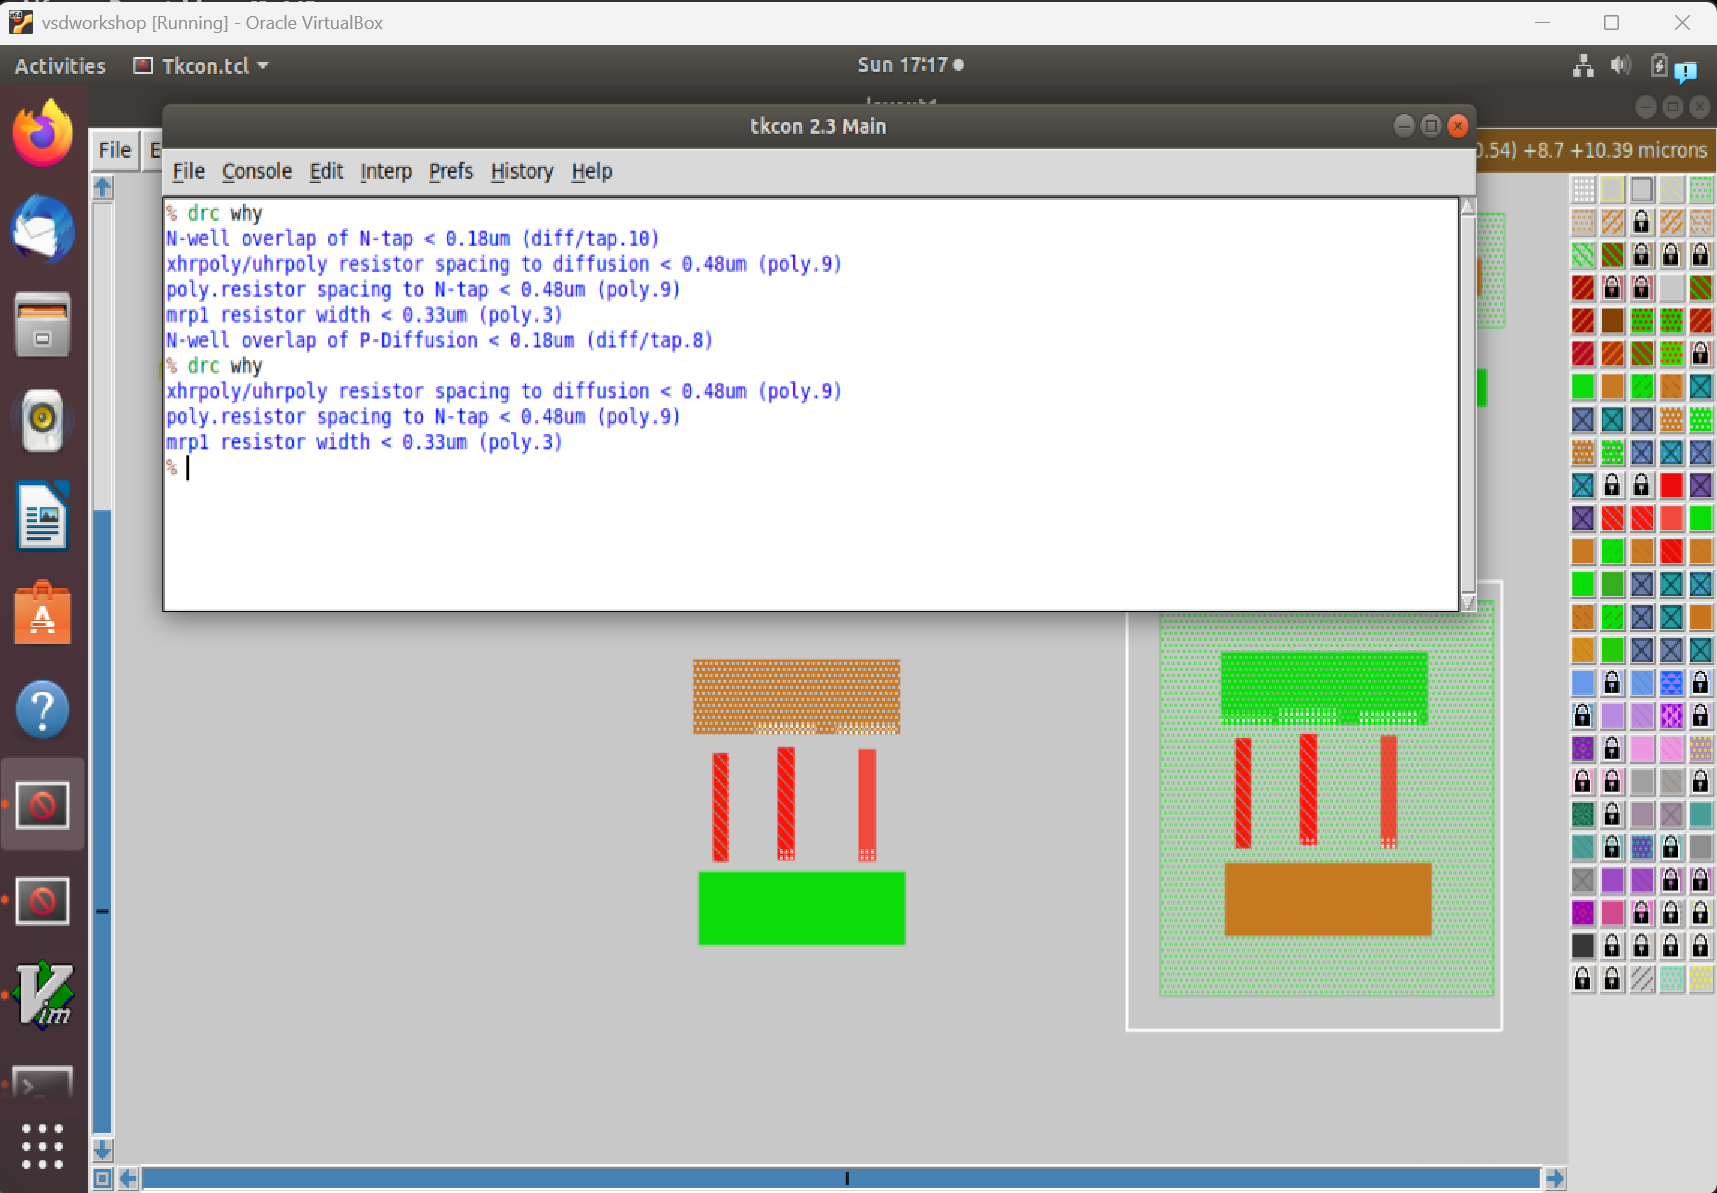 vsdworkshop [Running] - Oracle VirtualBox
Activities
Tkcon.tcl
Sun 17:17
tkcon 2.3 Main
File
0.54) +8.7 +10.39 microns
File Console Edit Interp Prefs History Help
% drc why
N-well overlap of N-tap < 0.18um (diff/tap.10)
xhrpoly/uhrpoly resistor spacing to diffusion < 0.48um (poly.9)
poly.resistor spacing to N-tap < 0.48um (poly.9)
mrp1 resistor width < 0.33um (poly.3)
N-well overlap of P-Diffusion < 0.18um (diff/tap.8)
% drc why
xhrpoly/uhrpoly resistor spacing to diffusion < 0.48um (poly.9)
poly.resistor spacing to N-tap < 0.48um (poly.9)
mrp1 resistor width < 0.33um (poly.3)
%